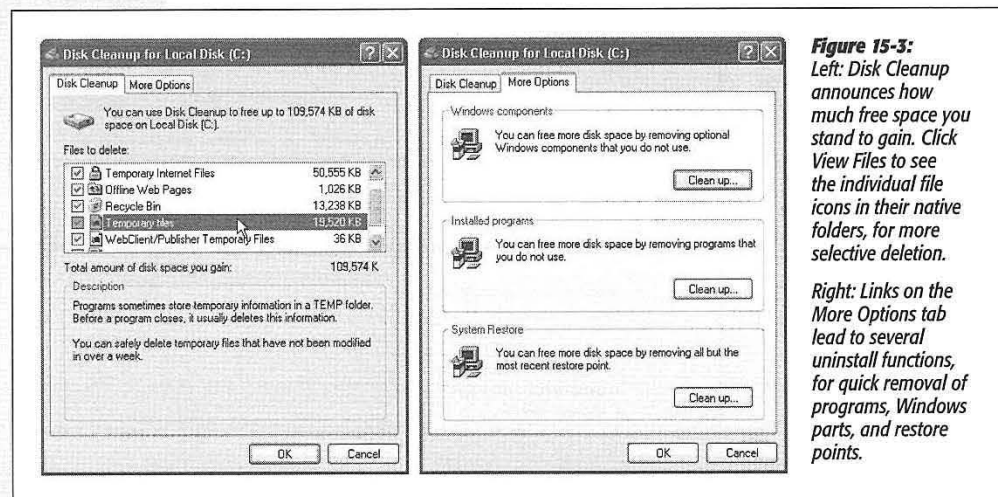 Disk Cleanup for Local Disk (C:)
Disk Cleanup More Options
You can use Disk Cleanup to free up to 109,574 KB of disk
space on Local Disk (C:).
Files to delete:
Temporary Internet Files 50,555 KB
Offline Web Pages 1,026 KB
Recycle Bin 13,238 KB
Temporary files 19,520 KB
WebClient/Publisher Temporary Files 36 KB
Total amount of disk space you gain: 109,574 K
Description
Programs sometimes store temporary information in a TEMP folder.
Before a program closes, it usually deletes this information.
You can safely delete temporary files that have not been modified
in over a week.
OK Cancel
Disk Cleanup for Local Disk (C:)
Disk Cleanup More Options
Windows components
You can free more disk space by removing optional
Windows components that you do not use.
Clean up...
Installed programs
You can free more disk space by removing programs that
you do not use.
Clean up...
System Restore
You can free more disk space by removing all but the
most recent restore point.
Clean up...
OK Cancel
Figure 15-3:
Left: Disk Cleanup
announces how
much free space you
stand to gain. Click
View Files to see
the individual file
icons in their native
folders, for more
selective deletion.
Right: Links on the
More Options tab
lead to several
uninstall functions,
for quick removal of
programs, Windows
parts, and restore
points.